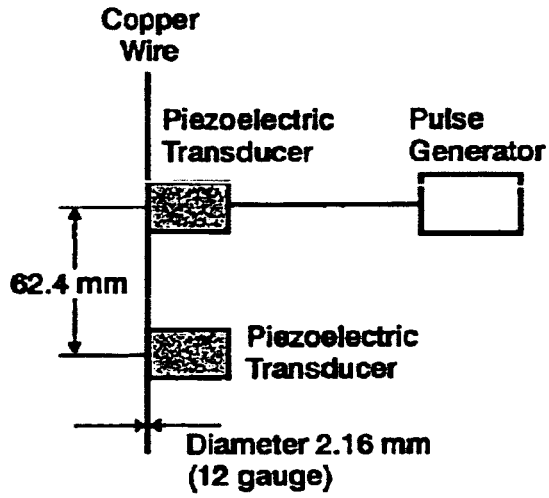 Copper
Wire
Piezoelectric
Transducer
Pulse
Generator
62.4 mm
Piezoelectric
Transducer
Diameter 2.16 mm
(12 gauge)